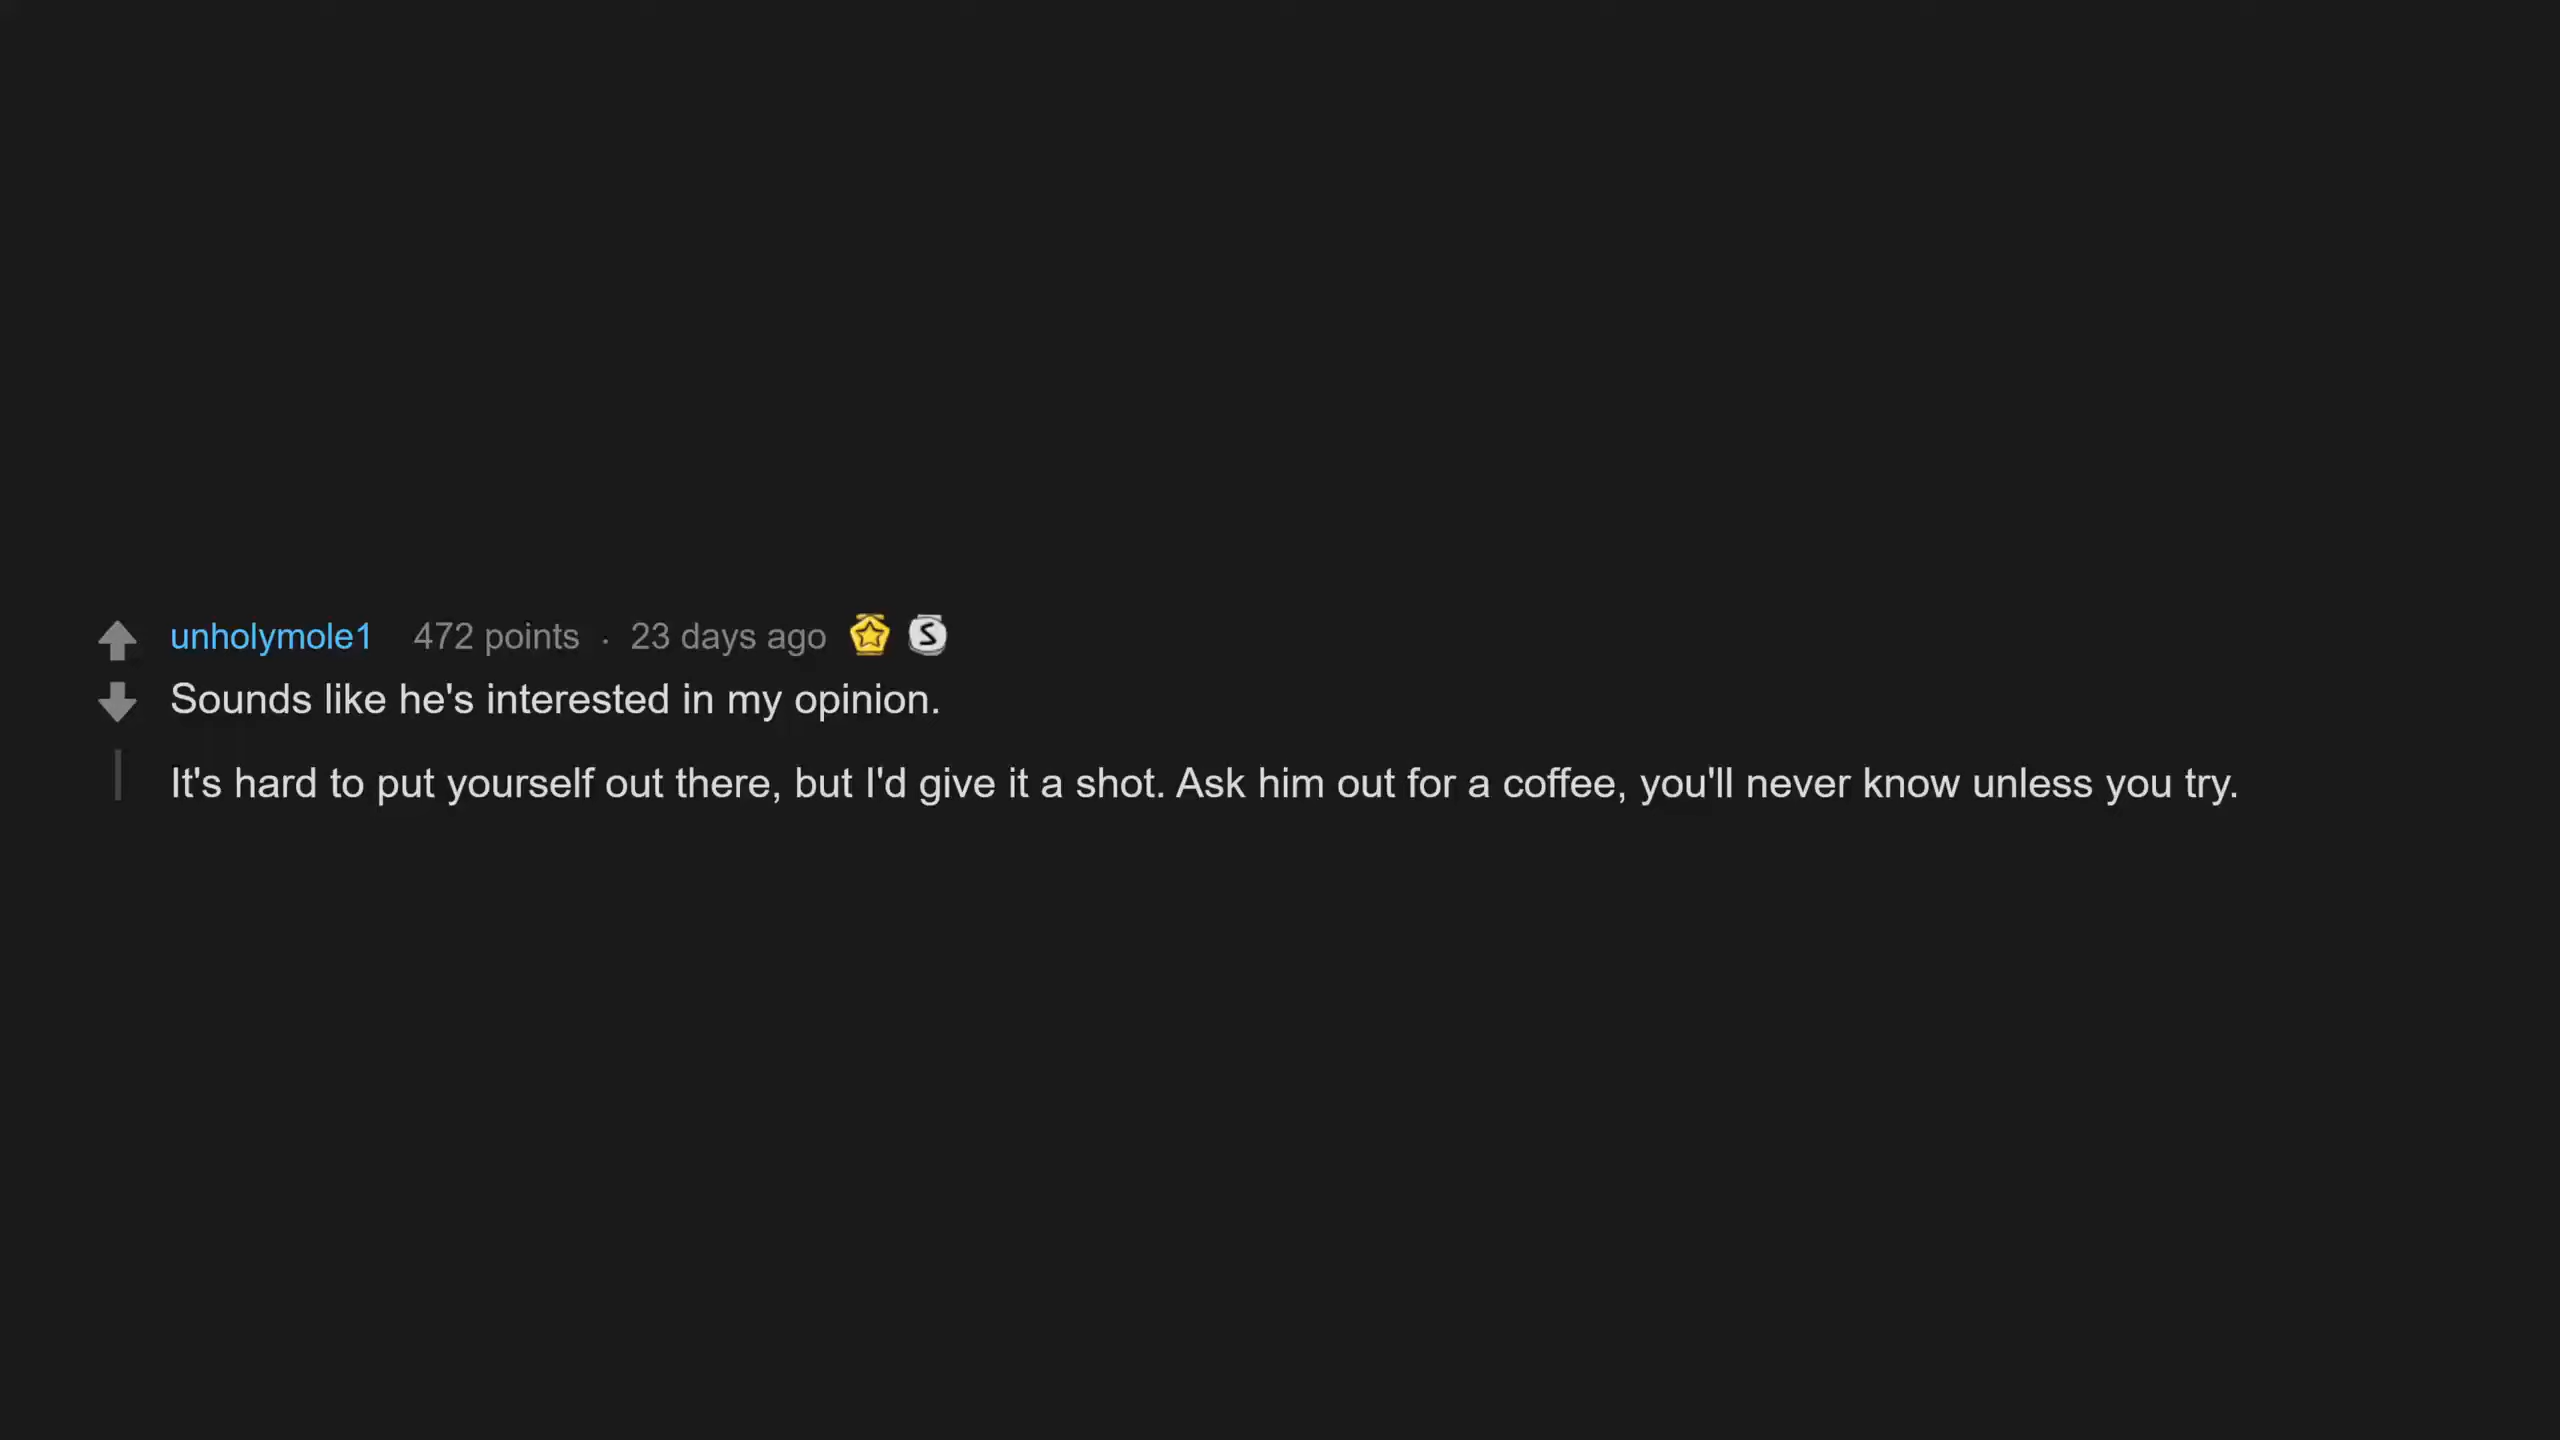 unholymole1 472 points · 23 days ago S
Sounds like he's interested in my opinion.
It's hard to put yourself out there, but I'd give it a shot. Ask him out for a coffee, you'll never know unless you try.